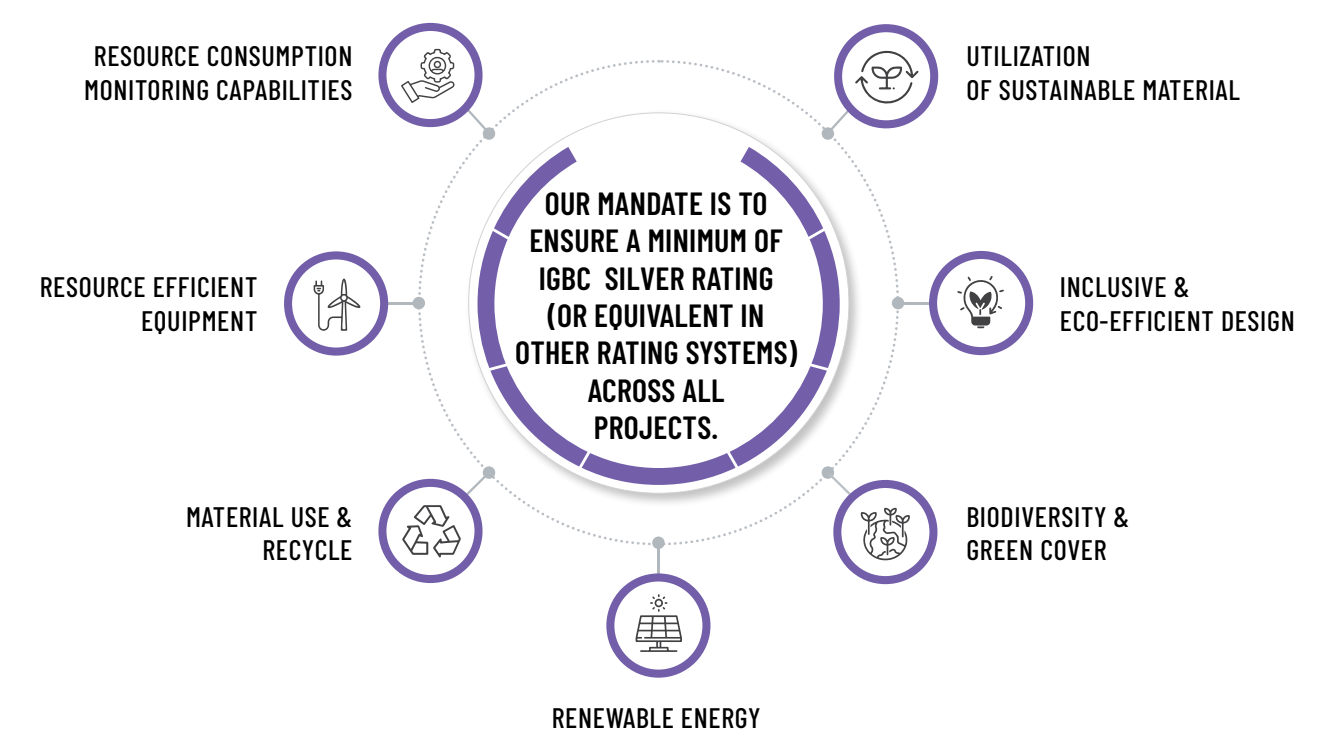 RESOURCE CONSUMPTION
MONITORING CAPABILITIES
UTILIZATION
OF SUSTAINABLE MATERIAL
OUR MANDATE IS TO
ENSURE A MINIMUM OF
IGBC SILVER RATING
(OR EQUIVALENT IN
OTHER RATING SYSTEMS)
ACROSS ALL
PROJECTS.
RESOURCE EFFICIENT
EQUIPMENT
INCLUSIVE &
ECO-EFFICIENT DESIGN
MATERIAL USE &
RECYCLE
BIODIVERSITY &
GREEN COVER
RENEWABLE ENERGY